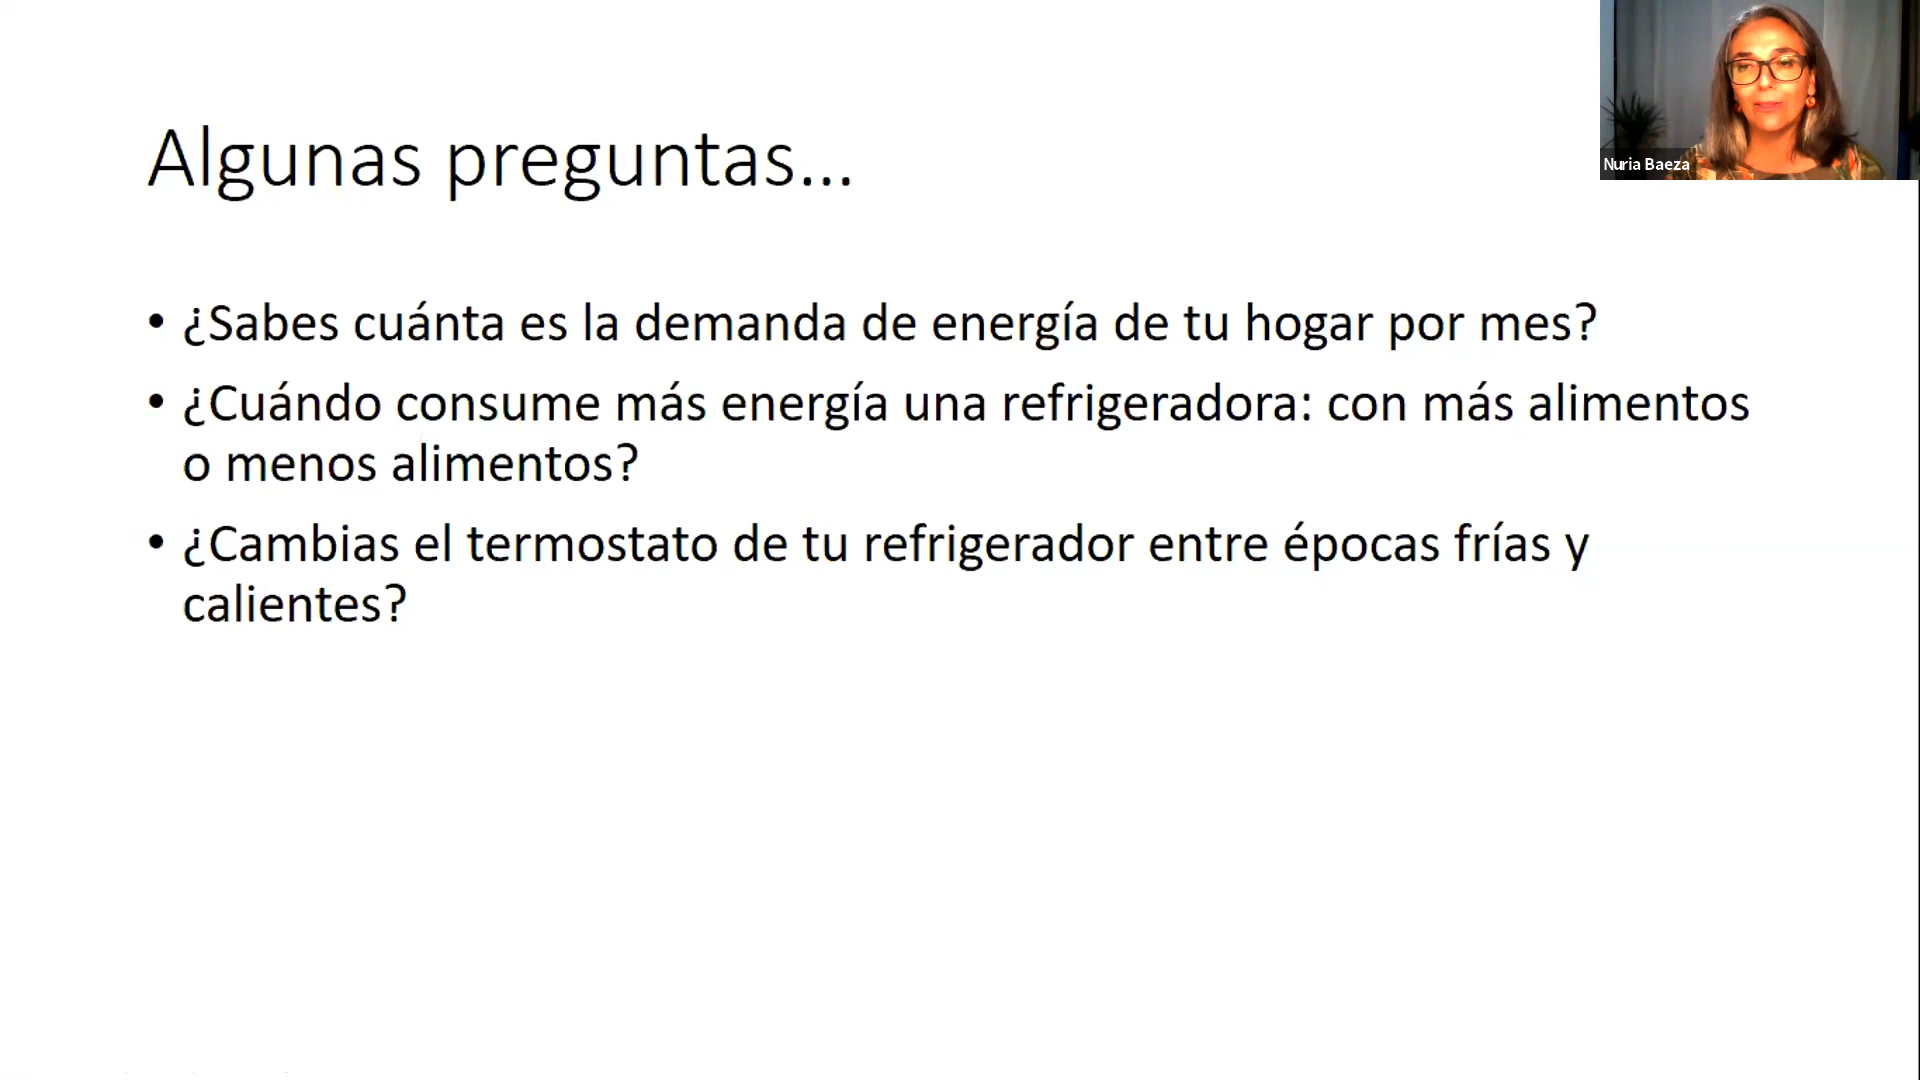 Algunas preguntas...
• ¿Sabes cuánta es la demanda de energía de tu hogar por mes?
• ¿Cuándo consume más energía una refrigeradora: con más alimentos
o menos alimentos?
• ¿Cambias el termostato de tu refrigerador entre épocas frías y
calientes?
Nuria Baeza